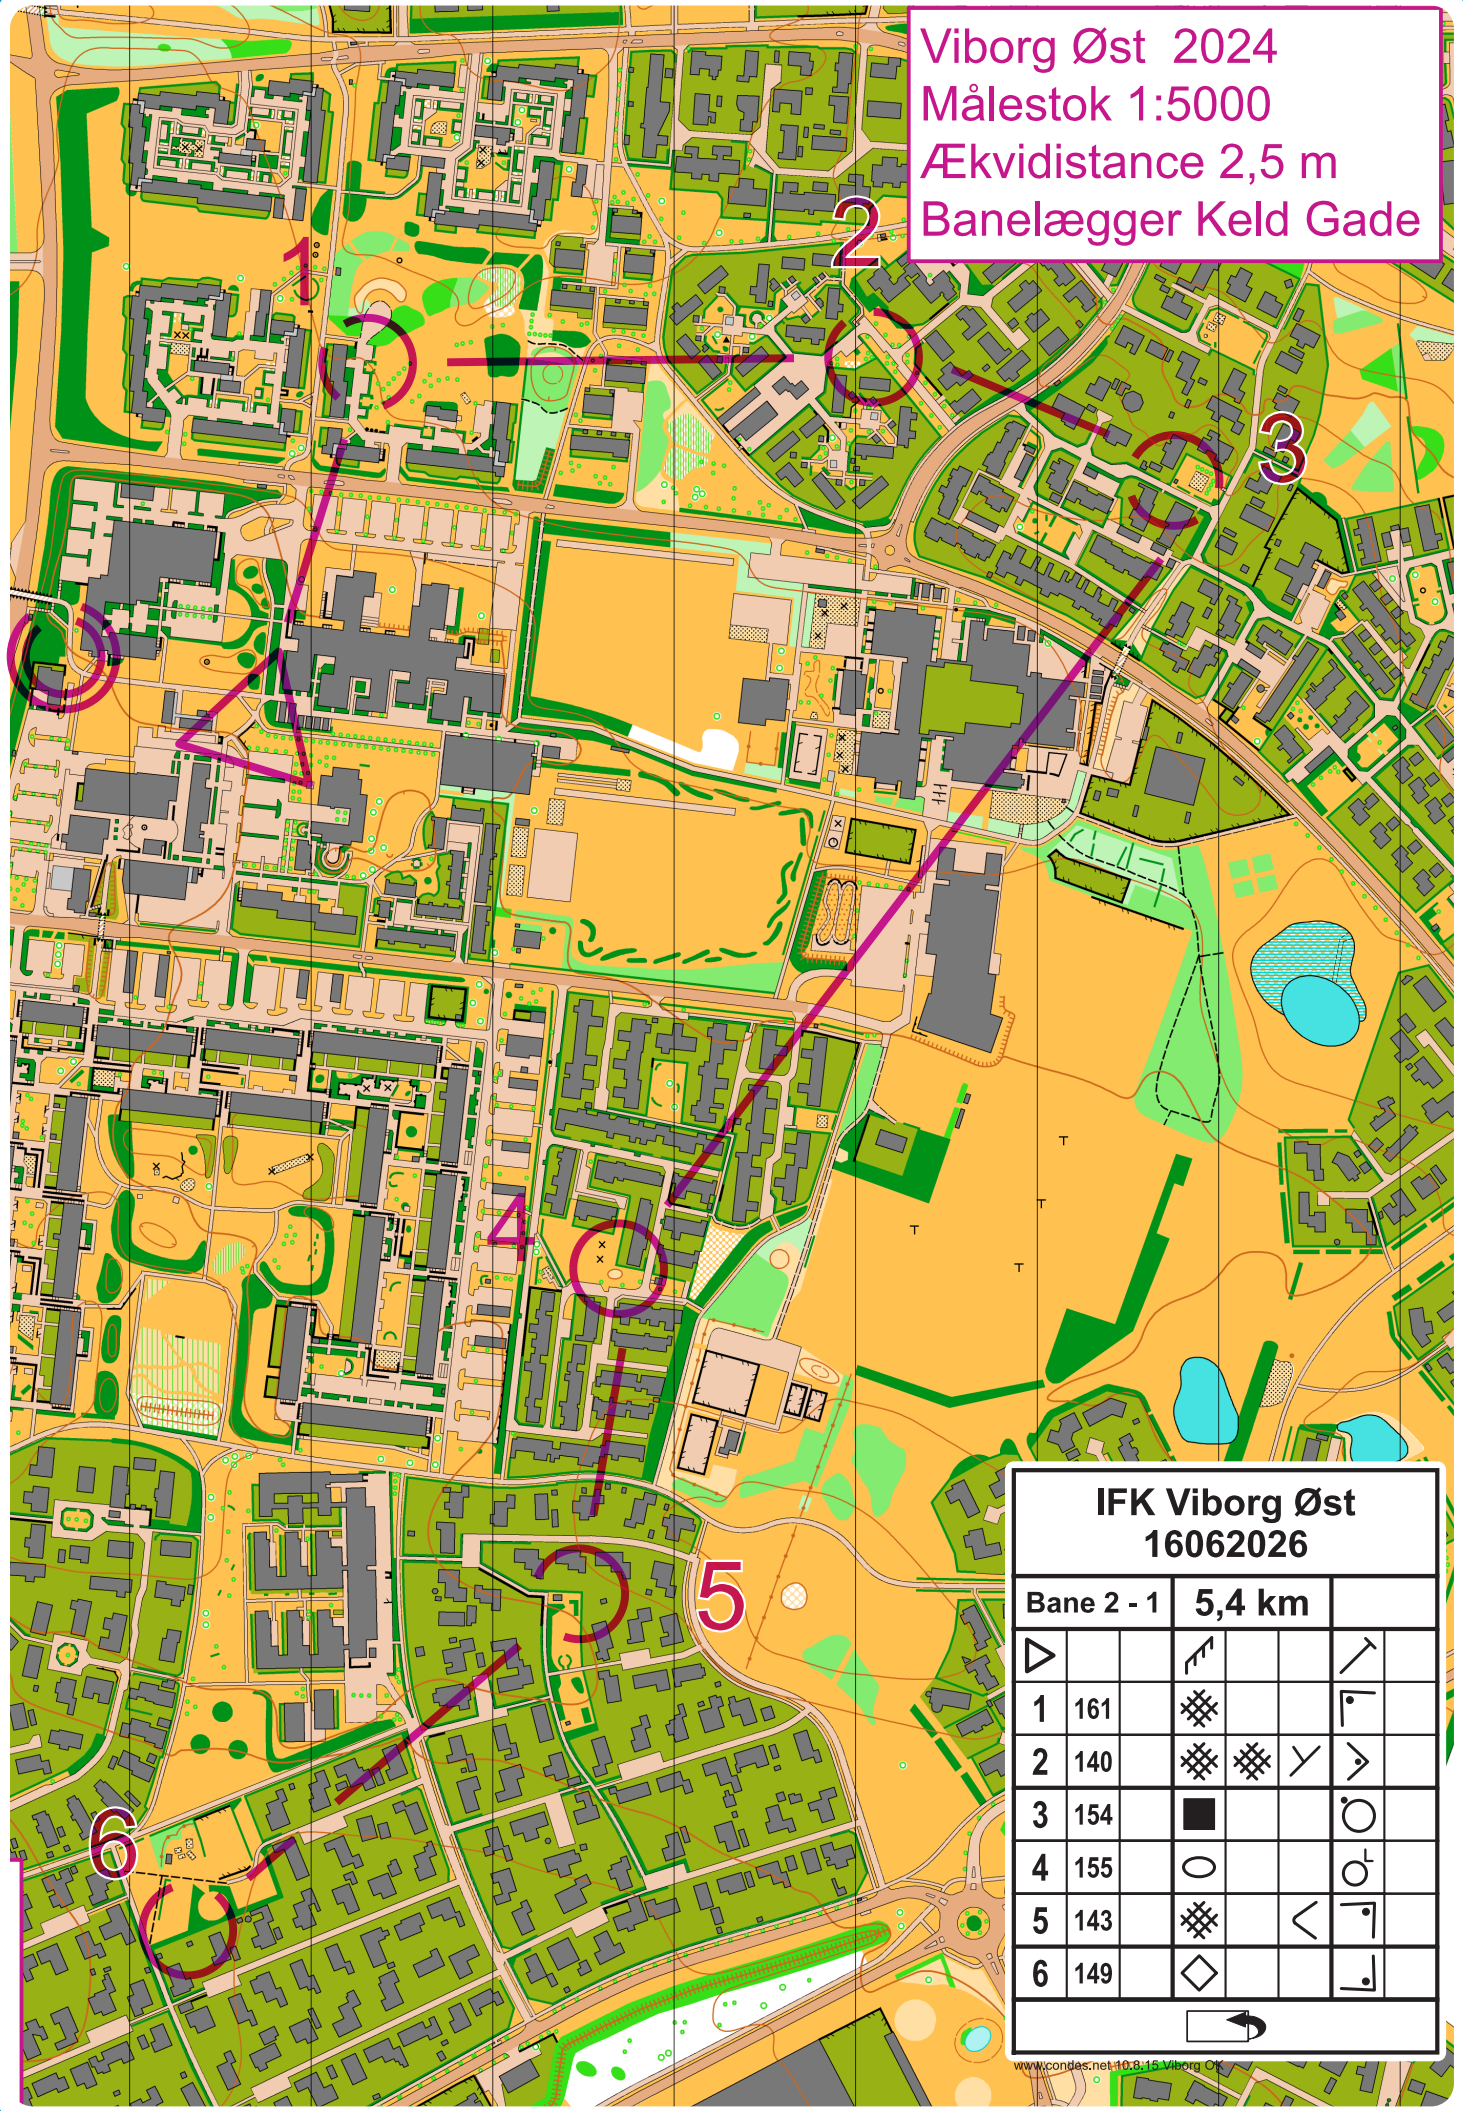 Viborg Øst 2024
Målestok 1:5000
Ækvidistance 2,5 m
Banelægger Keld Gade
1
2
3
4
5
6
IFK Viborg Øst
16062026
Bane 2 - 1 5,4 km
1 161
2 140
3 154
4 155
5 143
6 149
www.condes.net 10.8.15 Viborg OK